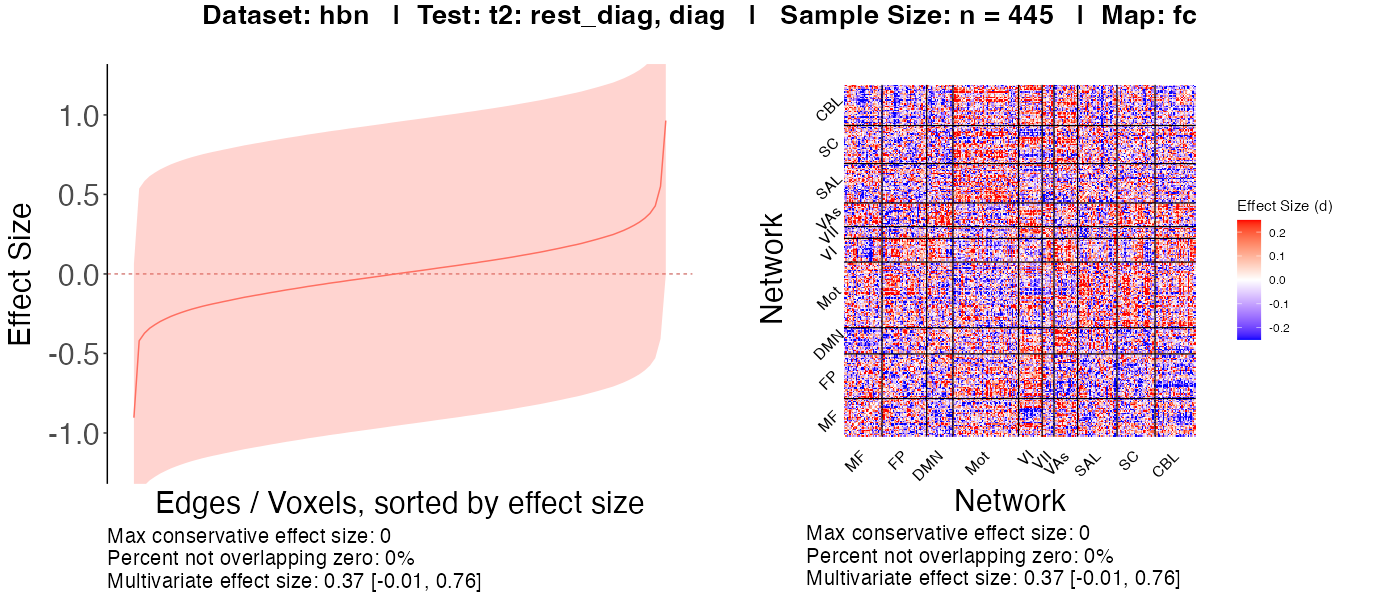 Dataset: hbn | Test: t2: rest_diag, diag | Sample Size: n = 445 | Map: fc
Effect Size
1.0
0.5
0.0
-0.5
-1.0
Edges / Voxels, sorted by effect size
Max conservative effect size: 0
Percent not overlapping zero: 0%
Multivariate effect size: 0.37 [-0.01, 0.76]
Network
CBL
SC
SAL
VAs
VII
VI
Mot
DMN
FP
MF
MF FP DMN Mot VI VII VAs SAL SC CBL
Network
Effect Size (d)
0.2
0.1
0.0
-0.1
-0.2
Max conservative effect size: 0
Percent not overlapping zero: 0%
Multivariate effect size: 0.37 [-0.01, 0.76]